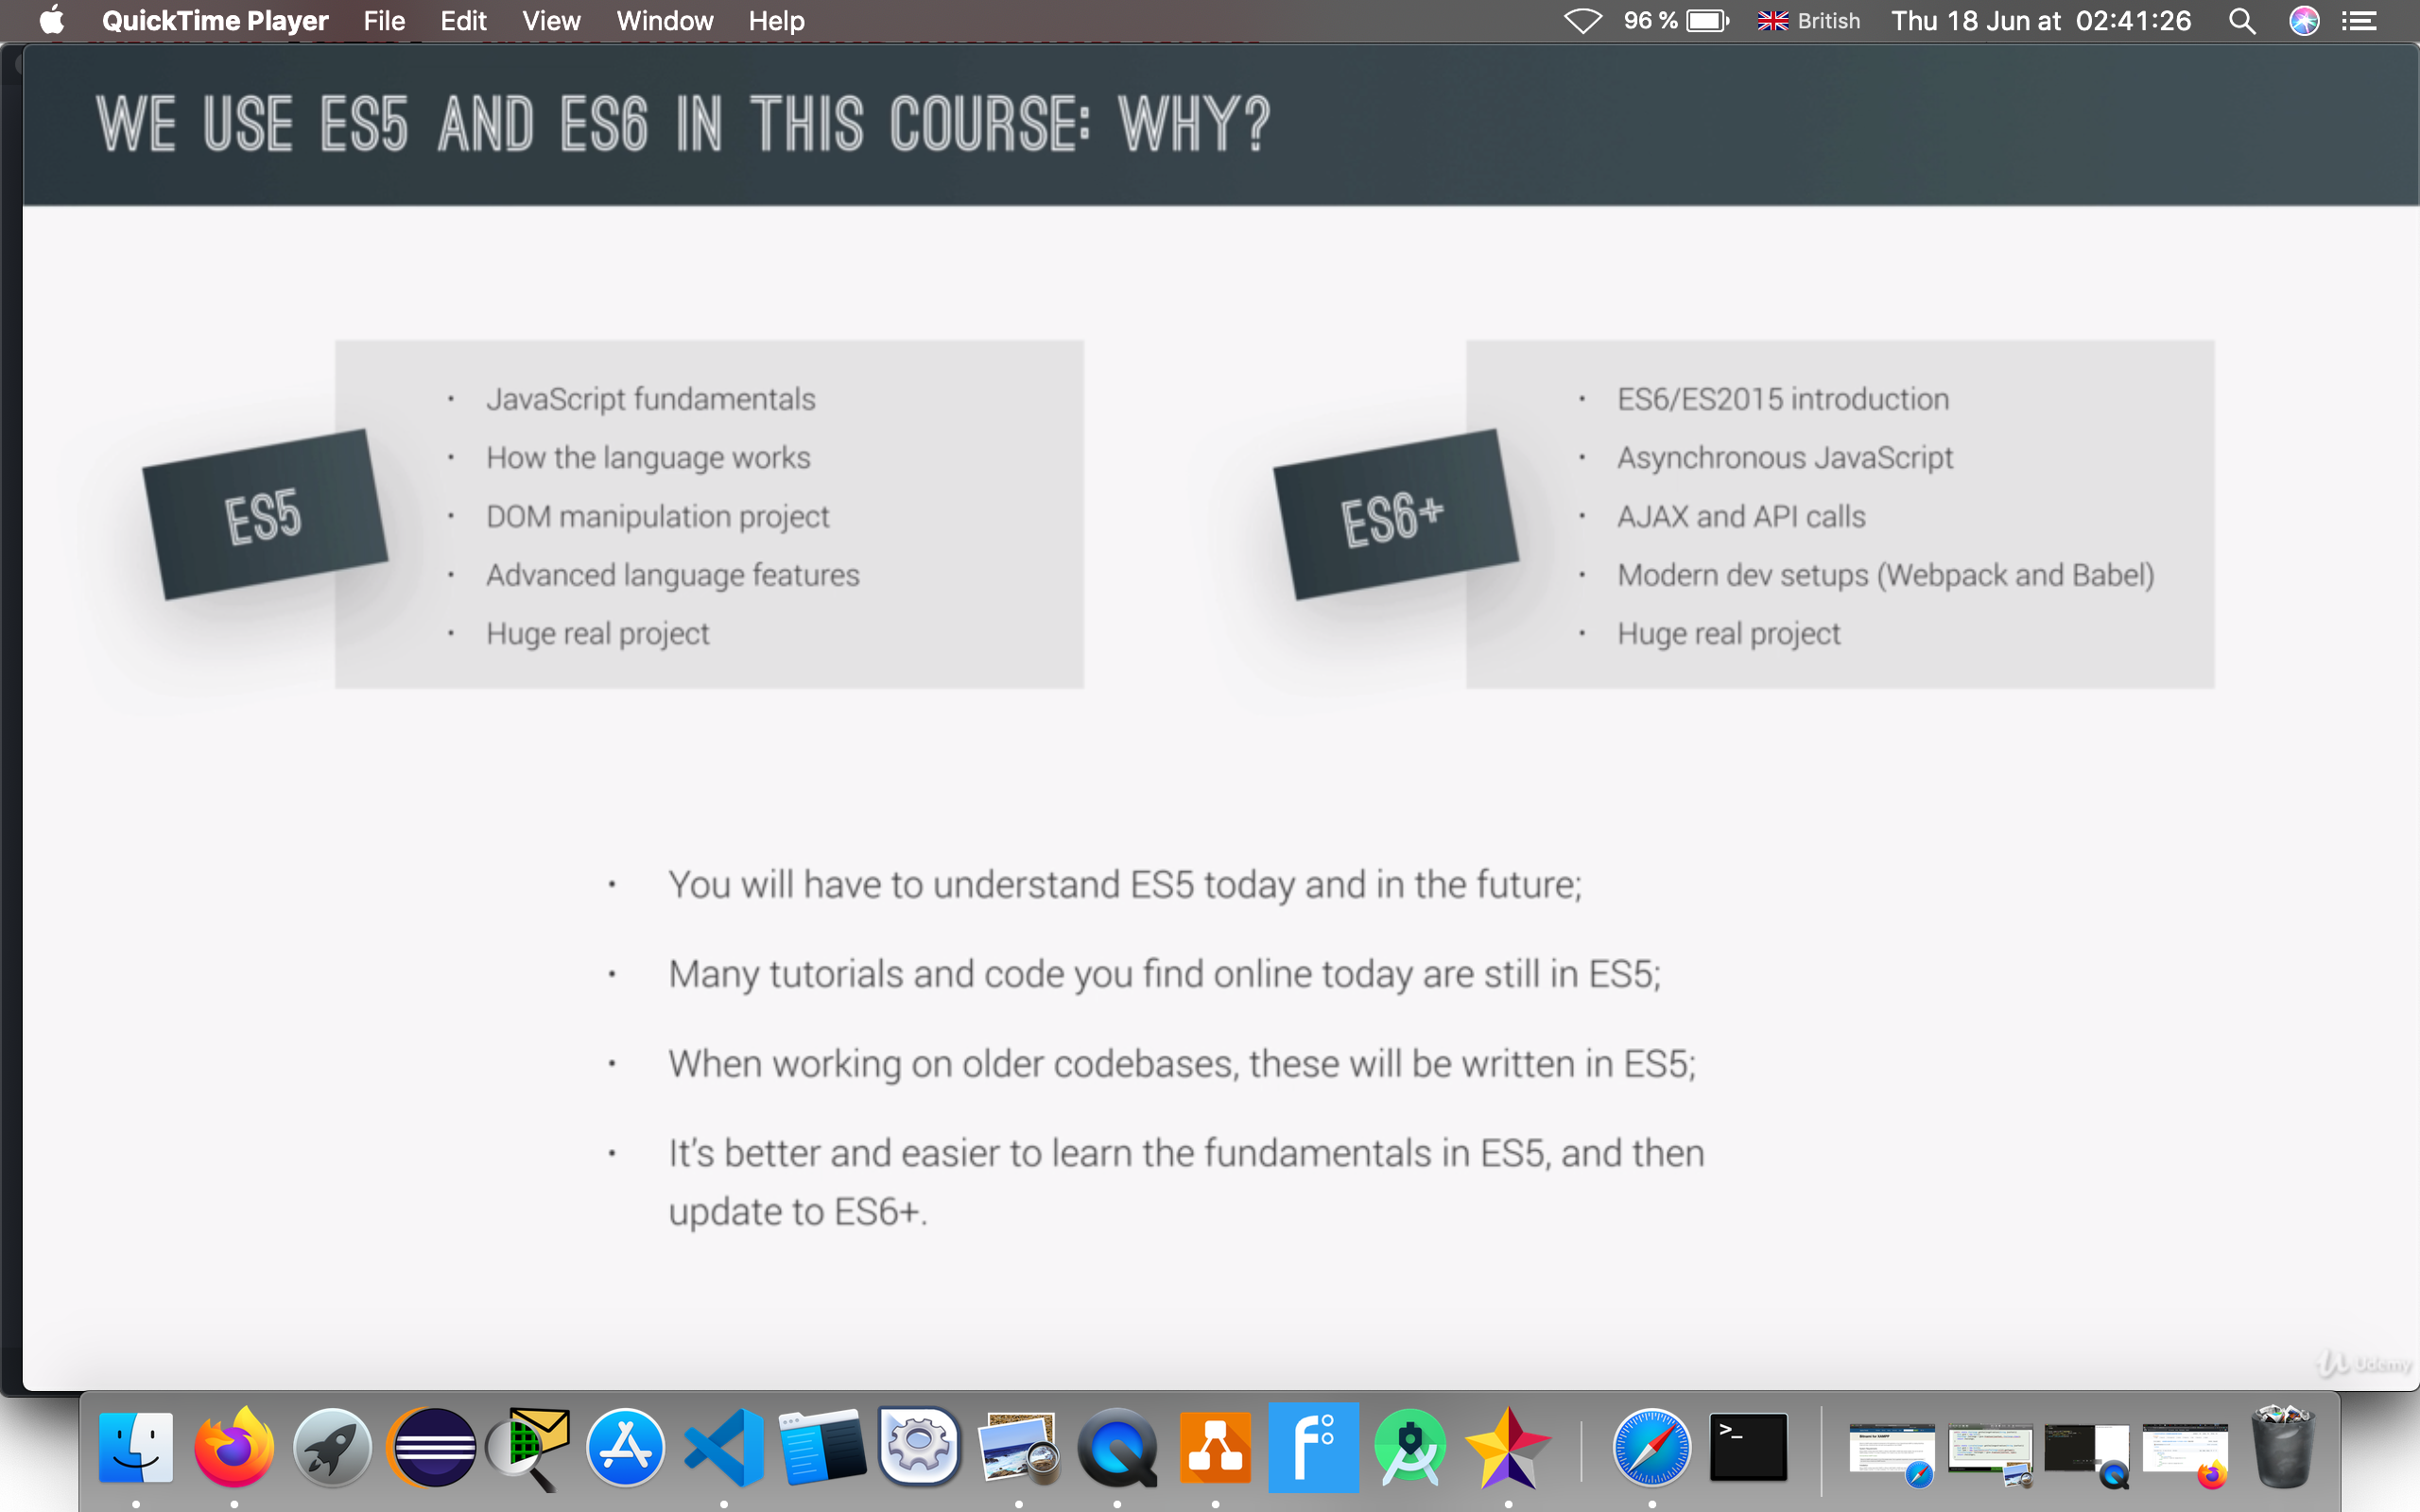 QuickTime Player File Edit View Window Help 96 % British Thu 18 Jun at 02:41:26
WE USE ES5 AND ES6 IN THIS COURSE: WHY?
ES5
• JavaScript fundamentals
• How the language works
• DOM manipulation project
• Advanced language features
• Huge real project
ES6+
• ES6/ES2015 introduction
• Asynchronous JavaScript
• AJAX and API calls
• Modern dev setups (Webpack and Babel)
• Huge real project
• You will have to understand ES5 today and in the future;
• Many tutorials and code you find online today are still in ES5;
• When working on older codebases, these will be written in ES5;
• It’s better and easier to learn the fundamentals in ES5, and then
update to ES6+.
Udemy